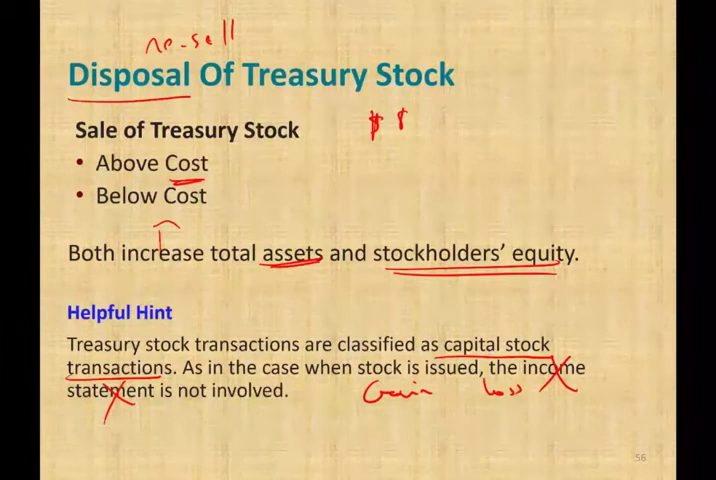 re-sell
Disposal Of Treasury Stock
Sale of Treasury Stock
$ $
• Above Cost
• Below Cost
Both increase total assets and stockholders' equity.
Helpful Hint
Treasury stock transactions are classified as capital stock
transactions. As in the case when stock is issued, the income
statement is not involved.
Gain loss
56